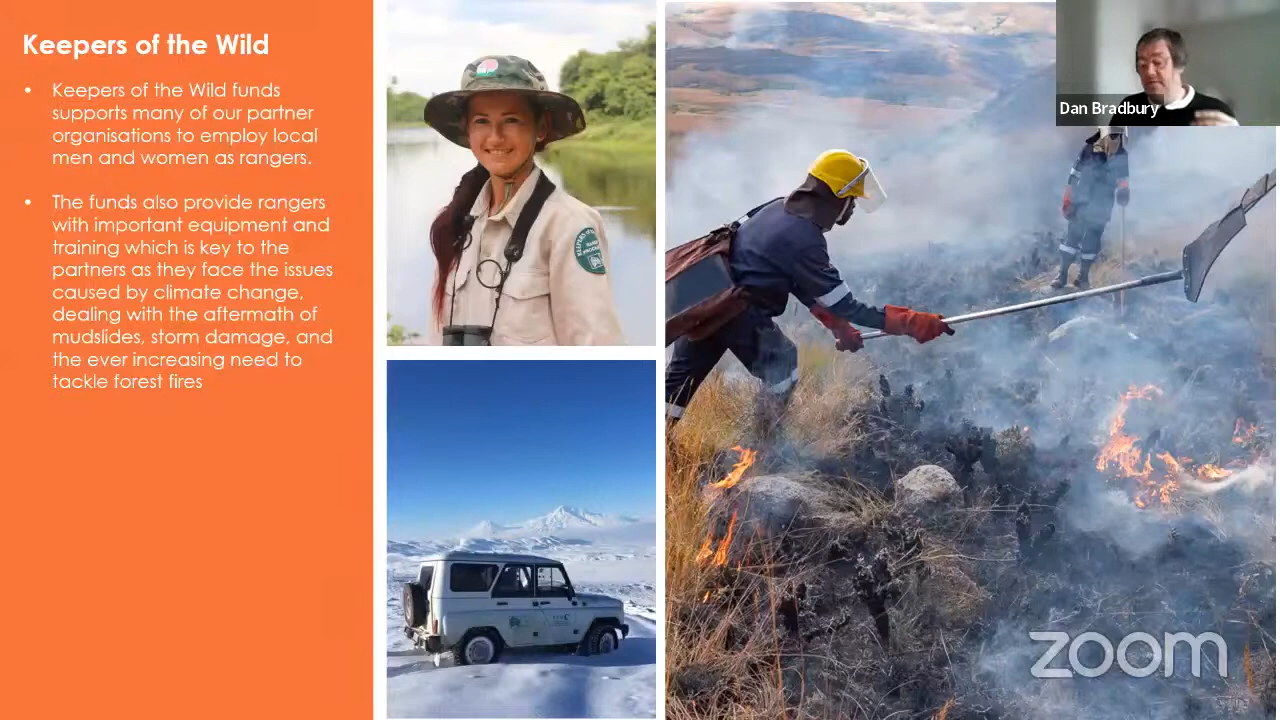 Keepers of the Wild
• Keepers of the Wild funds
supports many of our partner
organisations to employ local
men and women as rangers.
• The funds also provide rangers
with important equipment and
training which is key to the
partners as they face the issues
caused by climate change,
dealing with the aftermath of
mudslides, storm damage, and
the ever increasing need to
tackle forest fires
Dan Bradbury
zoom